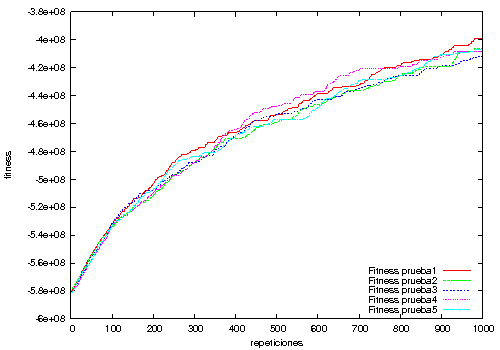 -3.8e+08
-4e+08
-4.2e+08
-4.4e+08
-4.6e+08
-4.8e+08
-5e+08
-5.2e+08
-5.4e+08
-5.6e+08
-5.8e+08
-6e+08
fitness
Fitness prueba1
Fitness prueba2
Fitness prueba3
Fitness prueba4
Fitness prueba5
0 100 200 300 400 500 600 700 800 900 1000
repeticiones